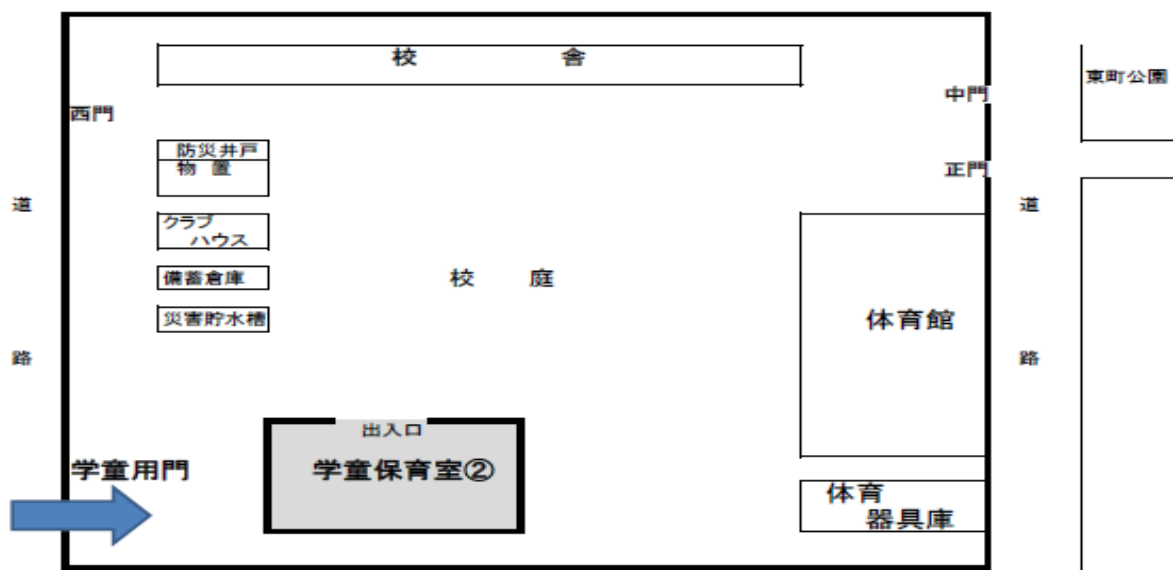 校　　　舎
東町公園
中門
西門
防災井戸
物 置
正門
道
路
クラブ
ハウス
備蓄倉庫
災害貯水槽
校　庭
体育館
道
路
出入口
学童用門
学童保育室②
体育
器具庫